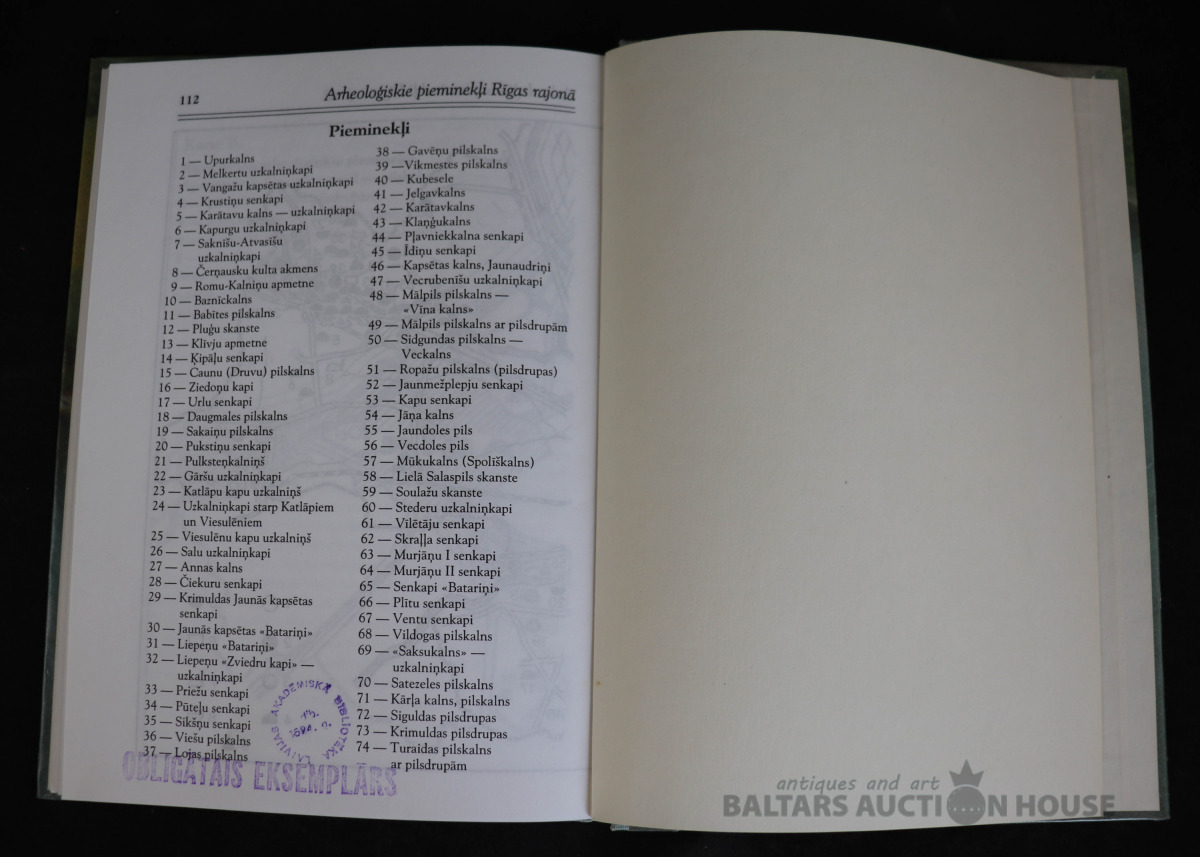 112
Arheoloģiskie pieminekļi Rīgas rajonā
Pieminekļi
1 — Upurkalns
2 — Melkertu uzkalniņkapi
3 — Vangažu kapsētas uzkalniņkapi
4 — Krustiņu senkapi
5 — Karātavu kalns — uzkalniņkapi
6 — Kapurgu uzkalniņkapi
7 — Saknīšu-Atvasīšu
uzkalniņkapi
8 — Čerņausku kulta akmens
9 — Romu-Kalniņu apmetne
10 — Baznīckalns
11 — Babītes pilskalns
12 — Pluģu skanste
13 — Klīvju apmetne
14 — Ķipāļu senkapi
15 — Caunu (Druvu) pilskalns
16 — Ziedoņu kapi
17 — Urlu senkapi
18 — Daugmales pilskalns
19 — Sakaiņu pilskalns
20 — Pukstiņu senkapi
21 — Pulksteņkalniņš
22 — Gāršu uzkalniņkapi
23 — Katlāpu kapu uzkalniņš
24 — Uzkalniņkapi starp Katlāpiem
un Viesulēniem
25 — Viesulēnu kapu uzkalniņš
26 — Salu uzkalniņkapi
27 — Annas kalns
28 — Čiekuru senkapi
29 — Krimuldas Jaunās kapsētas
senkapi
30 — Jaunās kapsētas «Batariņi»
31 — Liepeņu «Batariņi»
32 — Liepeņu «Zviedru kapi» —
uzkalniņkapi
33 — Priežu senkapi
34 — Pūteļu senkapi
35 — Sikšņu senkapi
36 — Viešu pilskalns
37 — Lojas pilskalns
38 — Gavēņu pilskalns
39 —Vikmestes pilskalns
40 — Kubesele
41 — Jelgavkalns
42 — Karātavkalns
43 — Klaņģukalns
44 — Pļavniekkalna senkapi
45 — Īdiņu senkapi
46 — Kapsētas kalns, Jaunaudriņi
47 — Vecrubenīšu uzkalniņkapi
48 — Mālpils pilskalns —
«Vīna kalns»
49 — Mālpils pilskalns ar pilsdrupām
50 — Sidgundas pilskalns —
Veckalns
51 — Ropažu pilskalns (pilsdrupas)
52 — Jaunmežplepju senkapi
53 — Kapu senkapi
54 — Jāņa kalns
55 — Jaundoles pils
56 — Vecdoles pils
57 — Mūkukalns (Spolīškalns)
58 — Lielā Salaspils skanste
59 — Soulažu skanste
60 — Stederu uzkalniņkapi
61 — Vilētāju senkapi
62 — Skraļļa senkapi
63 — Murjāņu I senkapi
64 — Murjāņu II senkapi
65 — Senkapi «Batariņi»
66 — Plītu senkapi
67 — Ventu senkapi
68 — Vildogas pilskalns
69 — «Saksukalns» —
uzkalniņkapi
70 — Satezeles pilskalns
71 — Kārļa kalns, pilskalns
72 — Siguldas pilsdrupas
73 — Krimuldas pilsdrupas
74 — Turaidas pilskalns
ar pilsdrupām
LATVIJAS AKADĒMISKĀ BIBLIOTĒKA
OBLIGĀTAIS EKSEMPLĀRS
antiques and art
BALTARS AUCTION HOUSE